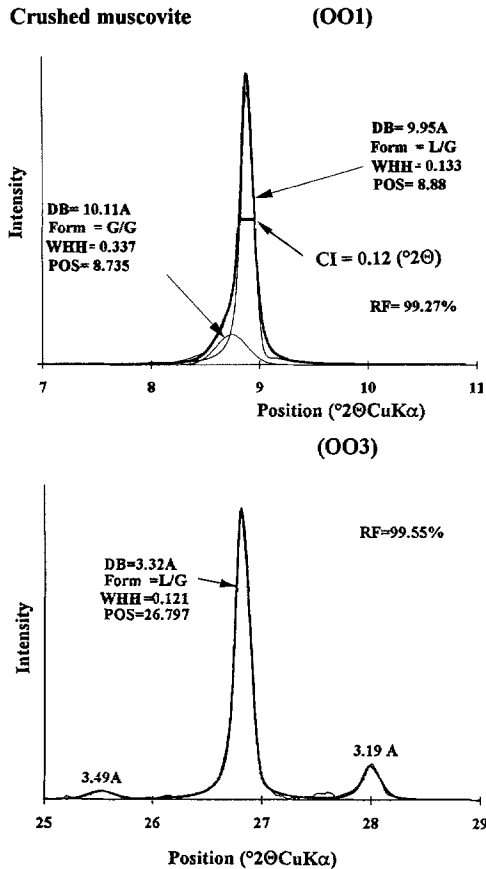 Crushed muscovite (OO1)
Intensity
DB= 9.95A
Form = L/G
WHH= 0.133
POS= 8.88
DB= 10.11A
Form = G/G
WHH= 0.337
POS= 8.735
CI = 0.12 (°2Θ)
RF= 99.27%
7 8 9 10 11
Position (°2ΘCuKα)
(OO3)
Intensity
RF=99.55%
DB=3.32A
Form =L/G
WHH=0.121
POS=26.797
3.49A
3.19 A
25 26 27 28 29
Position (°2ΘCuKα)